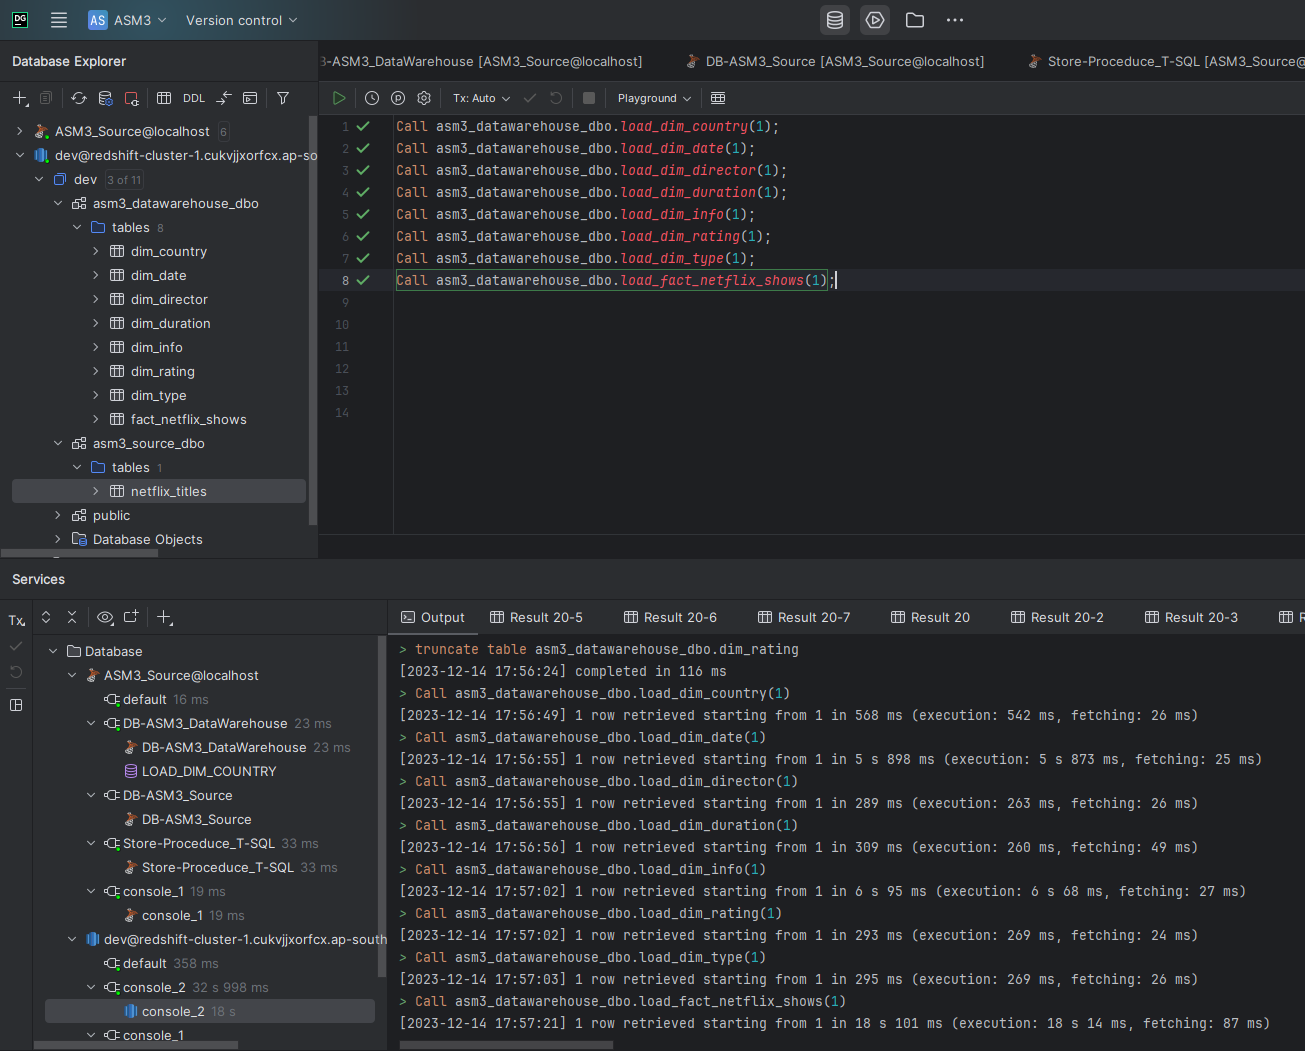 DG
AS
ASM3
Version control
Database Explorer
B-ASM3_DataWarehouse [ASM3_Source@localhost]
DB-ASM3_Source [ASM3_Source@localhost]
Store-Proceduce_T-SQL [ASM3_Source@
DDL
Tx: Auto
Playground
ASM3_Source@localhost 6
dev@redshift-cluster-1.cukvjjxorfcx.ap-so
dev 3 of 11
asm3_datawarehouse_dbo
tables 8
dim_country
dim_date
dim_director
dim_duration
dim_info
dim_rating
dim_type
fact_netflix_shows
asm3_source_dbo
tables 1
netflix_titles
public
Database Objects
1 Call asm3_datawarehouse_dbo.load_dim_country(1);
2 Call asm3_datawarehouse_dbo.load_dim_date(1);
3 Call asm3_datawarehouse_dbo.load_dim_director(1);
4 Call asm3_datawarehouse_dbo.load_dim_duration(1);
5 Call asm3_datawarehouse_dbo.load_dim_info(1);
6 Call asm3_datawarehouse_dbo.load_dim_rating(1);
7 Call asm3_datawarehouse_dbo.load_dim_type(1);
8 Call asm3_datawarehouse_dbo.load_fact_netflix_shows(1);
9
10
11
12
13
14
Services
Tx
Database
ASM3_Source@localhost
default 16 ms
DB-ASM3_DataWarehouse 23 ms
DB-ASM3_DataWarehouse 23 ms
LOAD_DIM_COUNTRY
DB-ASM3_Source
DB-ASM3_Source
Store-Proceduce_T-SQL 33 ms
Store-Proceduce_T-SQL 33 ms
console_1 19 ms
console_1 19 ms
dev@redshift-cluster-1.cukvjjxorfcx.ap-south
default 358 ms
console_2 32 s 998 ms
console_2 18 s
console_1
Output
Result 20-5
Result 20-6
Result 20-7
Result 20
Result 20-2
Result 20-3
R
> truncate table asm3_datawarehouse_dbo.dim_rating
[2023-12-14 17:56:24] completed in 116 ms
> Call asm3_datawarehouse_dbo.load_dim_country(1)
[2023-12-14 17:56:49] 1 row retrieved starting from 1 in 568 ms (execution: 542 ms, fetching: 26 ms)
> Call asm3_datawarehouse_dbo.load_dim_date(1)
[2023-12-14 17:56:55] 1 row retrieved starting from 1 in 5 s 898 ms (execution: 5 s 873 ms, fetching: 25 ms)
> Call asm3_datawarehouse_dbo.load_dim_director(1)
[2023-12-14 17:56:55] 1 row retrieved starting from 1 in 289 ms (execution: 263 ms, fetching: 26 ms)
> Call asm3_datawarehouse_dbo.load_dim_duration(1)
[2023-12-14 17:56:56] 1 row retrieved starting from 1 in 309 ms (execution: 260 ms, fetching: 49 ms)
> Call asm3_datawarehouse_dbo.load_dim_info(1)
[2023-12-14 17:57:02] 1 row retrieved starting from 1 in 6 s 95 ms (execution: 6 s 68 ms, fetching: 27 ms)
> Call asm3_datawarehouse_dbo.load_dim_rating(1)
[2023-12-14 17:57:02] 1 row retrieved starting from 1 in 293 ms (execution: 269 ms, fetching: 24 ms)
> Call asm3_datawarehouse_dbo.load_dim_type(1)
[2023-12-14 17:57:03] 1 row retrieved starting from 1 in 295 ms (execution: 269 ms, fetching: 26 ms)
> Call asm3_datawarehouse_dbo.load_fact_netflix_shows(1)
[2023-12-14 17:57:21] 1 row retrieved starting from 1 in 18 s 101 ms (execution: 18 s 14 ms, fetching: 87 ms)